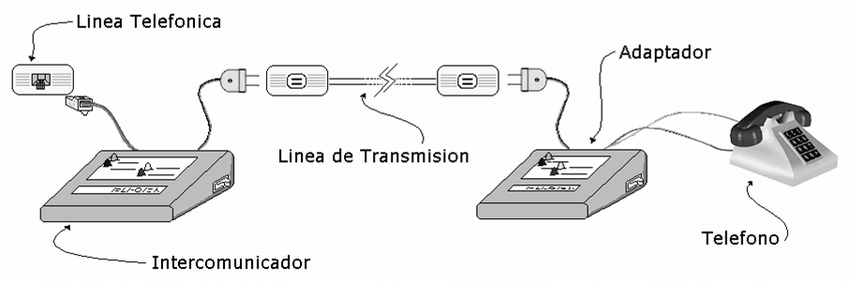 Linea Telefonica
Adaptador
Linea de Transmision
Telefono
Intercomunicador